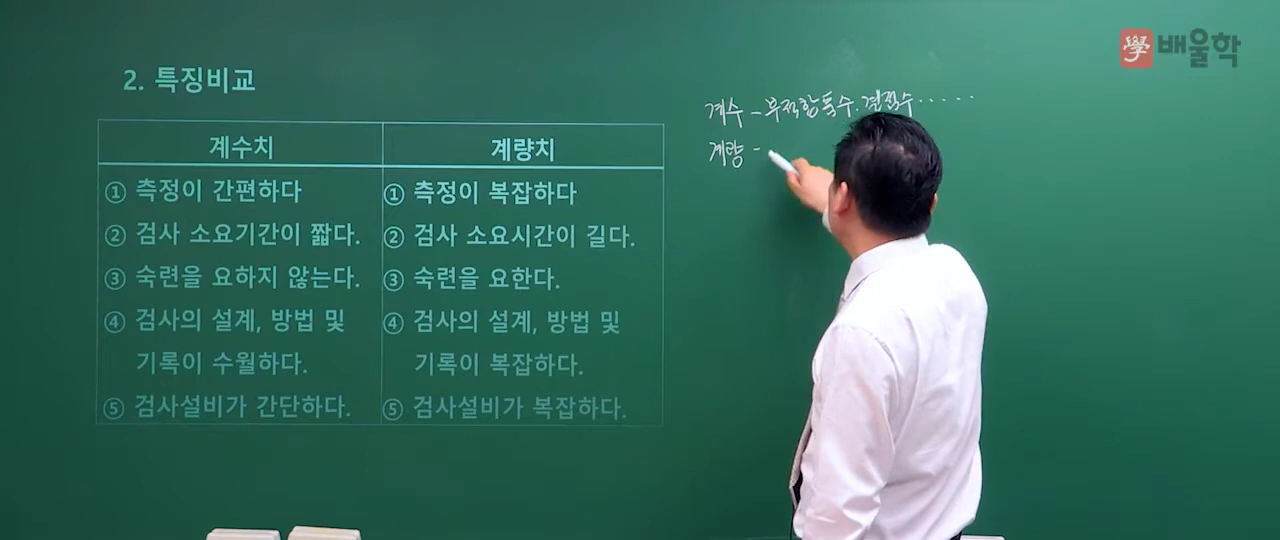 學 배울학
2. 특징비교
계수치
① 측정이 간편하다
② 검사 소요기간이 짧다.
③ 숙련을 요하지 않는다.
④ 검사의 설계, 방법 및
기록이 수월하다.
⑤ 검사설비가 간단하다.
계량치
① 측정이 복잡하다
② 검사 소요시간이 길다.
③ 숙련을 요한다.
④ 검사의 설계, 방법 및
기록이 복잡하다.
⑤ 검사설비가 복잡하다.
계수 - 부적합품수. 결점수 ······
계량 -